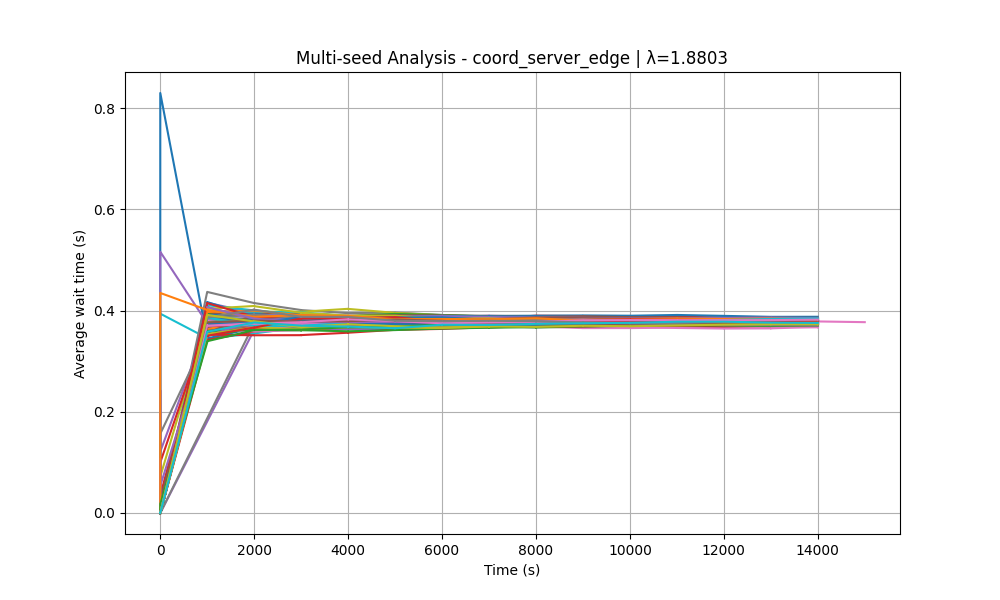 Multi-seed Analysis - coord_server_edge | λ=1.8803
Average wait time (s)
0.8
0.6
0.4
0.2
0.0
0 2000 4000 6000 8000 10000 12000 14000
Time (s)